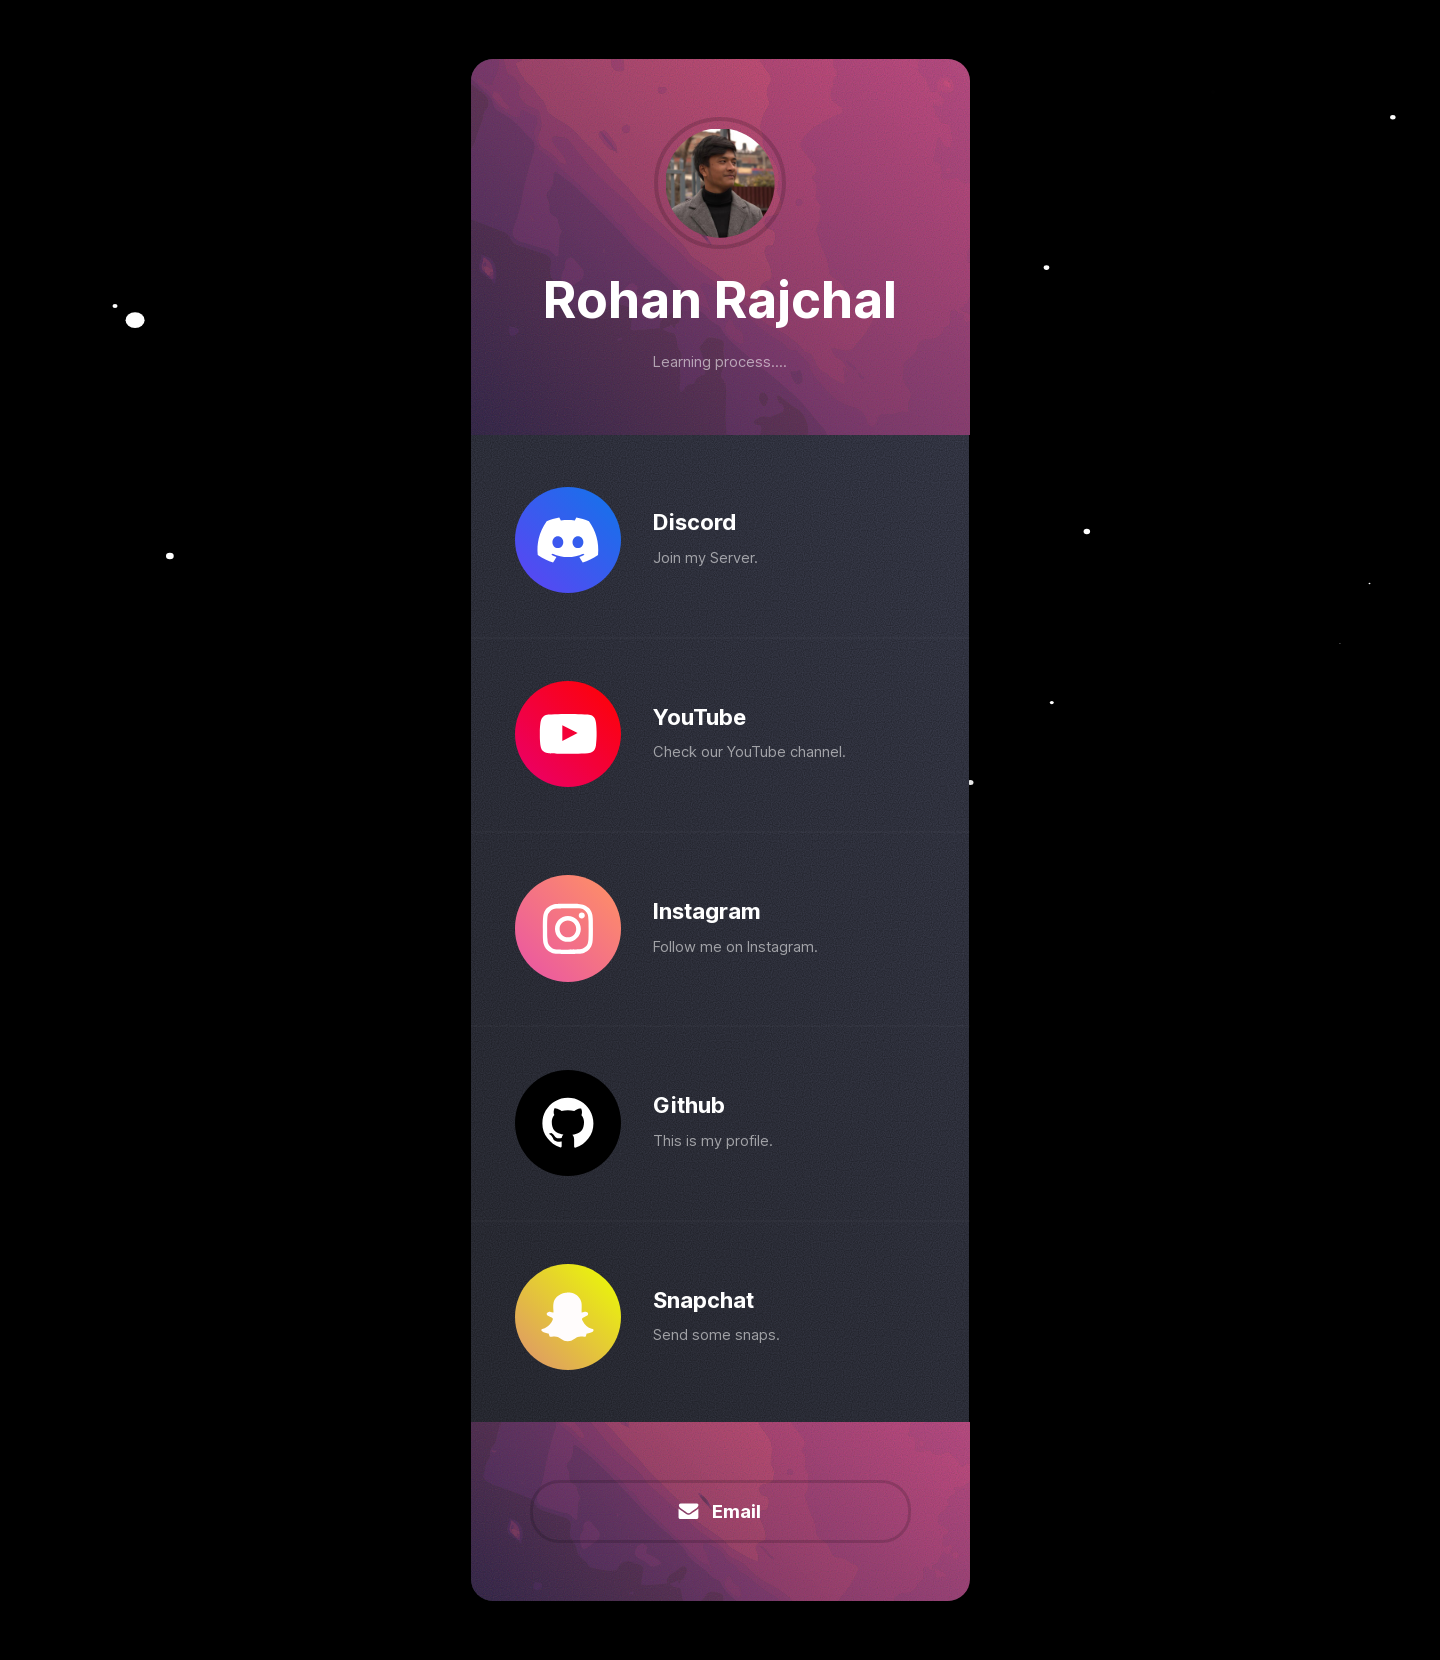 Rohan Rajchal
Learning process....
Discord
Join my Server.
YouTube
Check our YouTube channel.
Instagram
Follow me on Instagram.
Github
This is my profile.
Snapchat
Send some snaps.
Email